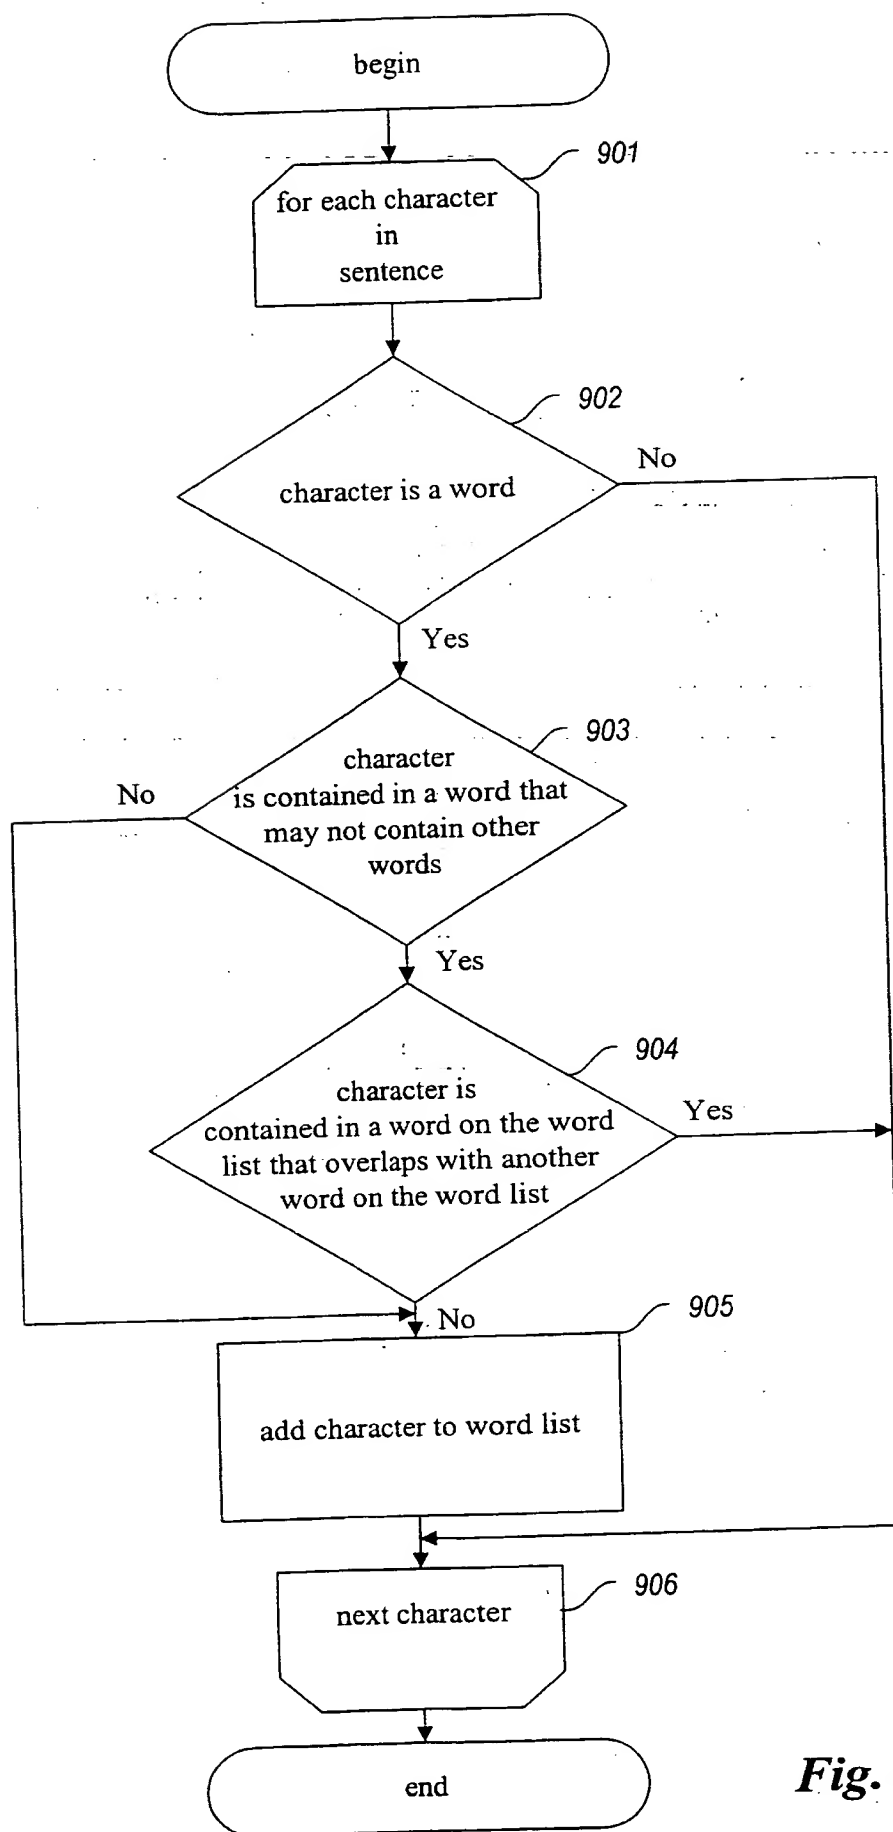 begin
901
for each character
in
sentence
902
No
character is a word
Yes
903
character
No
is contained in a word that
may not contain other
words
Yes
904
character is
Yes
contained in a word on the word
list that overlaps with another
word on the word list
905
No
add character to word list
906
next character
end
Fig.